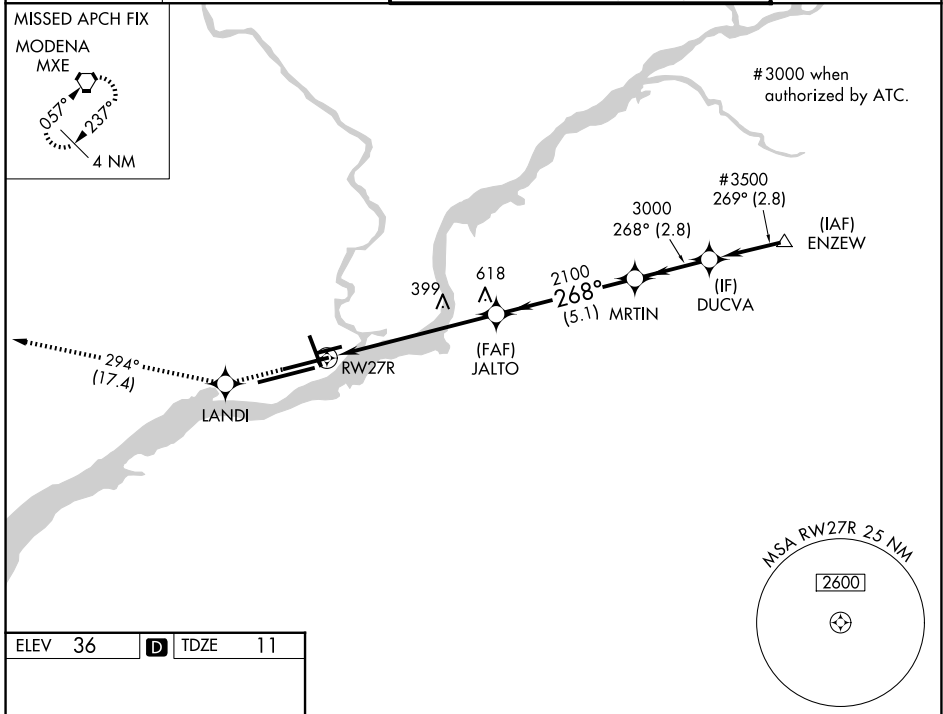 MISSED APCH FIX
MODENA
MXE
057°
237°
4 NM
#3000 when
authorized by ATC.
#3500
269° (2.8)
3000
268° (2.8)
(IAF)
ENZEW
(IF)
DUCVA
MRTIN
2100
268°
(5.1)
618
399
(FAF)
JALTO
RW27R
294°
(17.4)
LANDI
MSA RW27R 25 NM
2600
ELEV 36 D TDZE 11